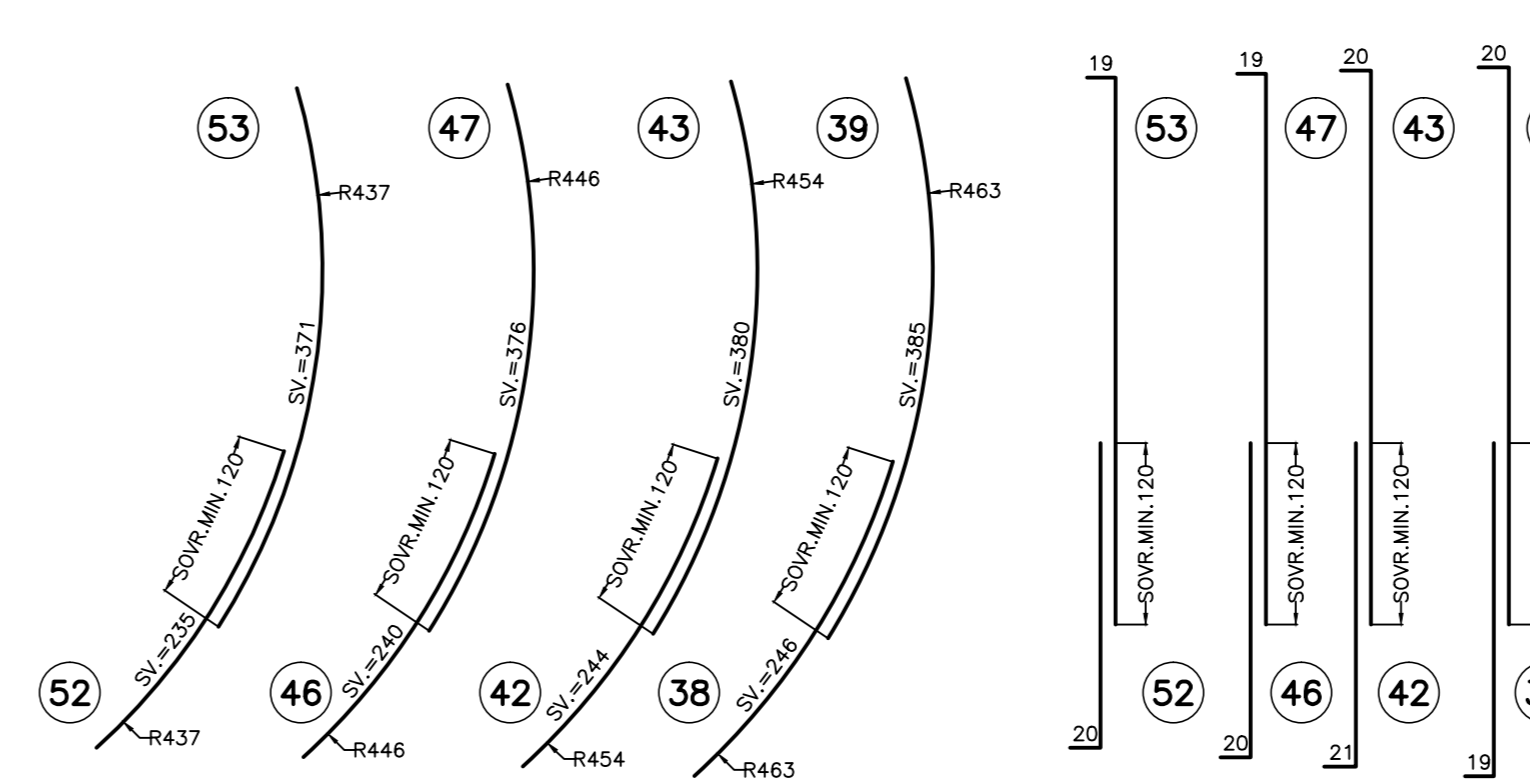 53
47
43
39
R437
R446
R454
R463
SV.=371
SV.=376
SV.=380
SV.=385
SOVR.MIN.120
SOVR.MIN.120
SOVR.MIN.120
SOVR.MIN.120
SV.=235
SV.=240
SV.=244
SV.=246
52
46
42
38
R437
R446
R454
R463
19
19
20
20
53
47
43
SOVR.MIN.120
SOVR.MIN.120
SOVR.MIN.120
52
46
42
20
20
21
19